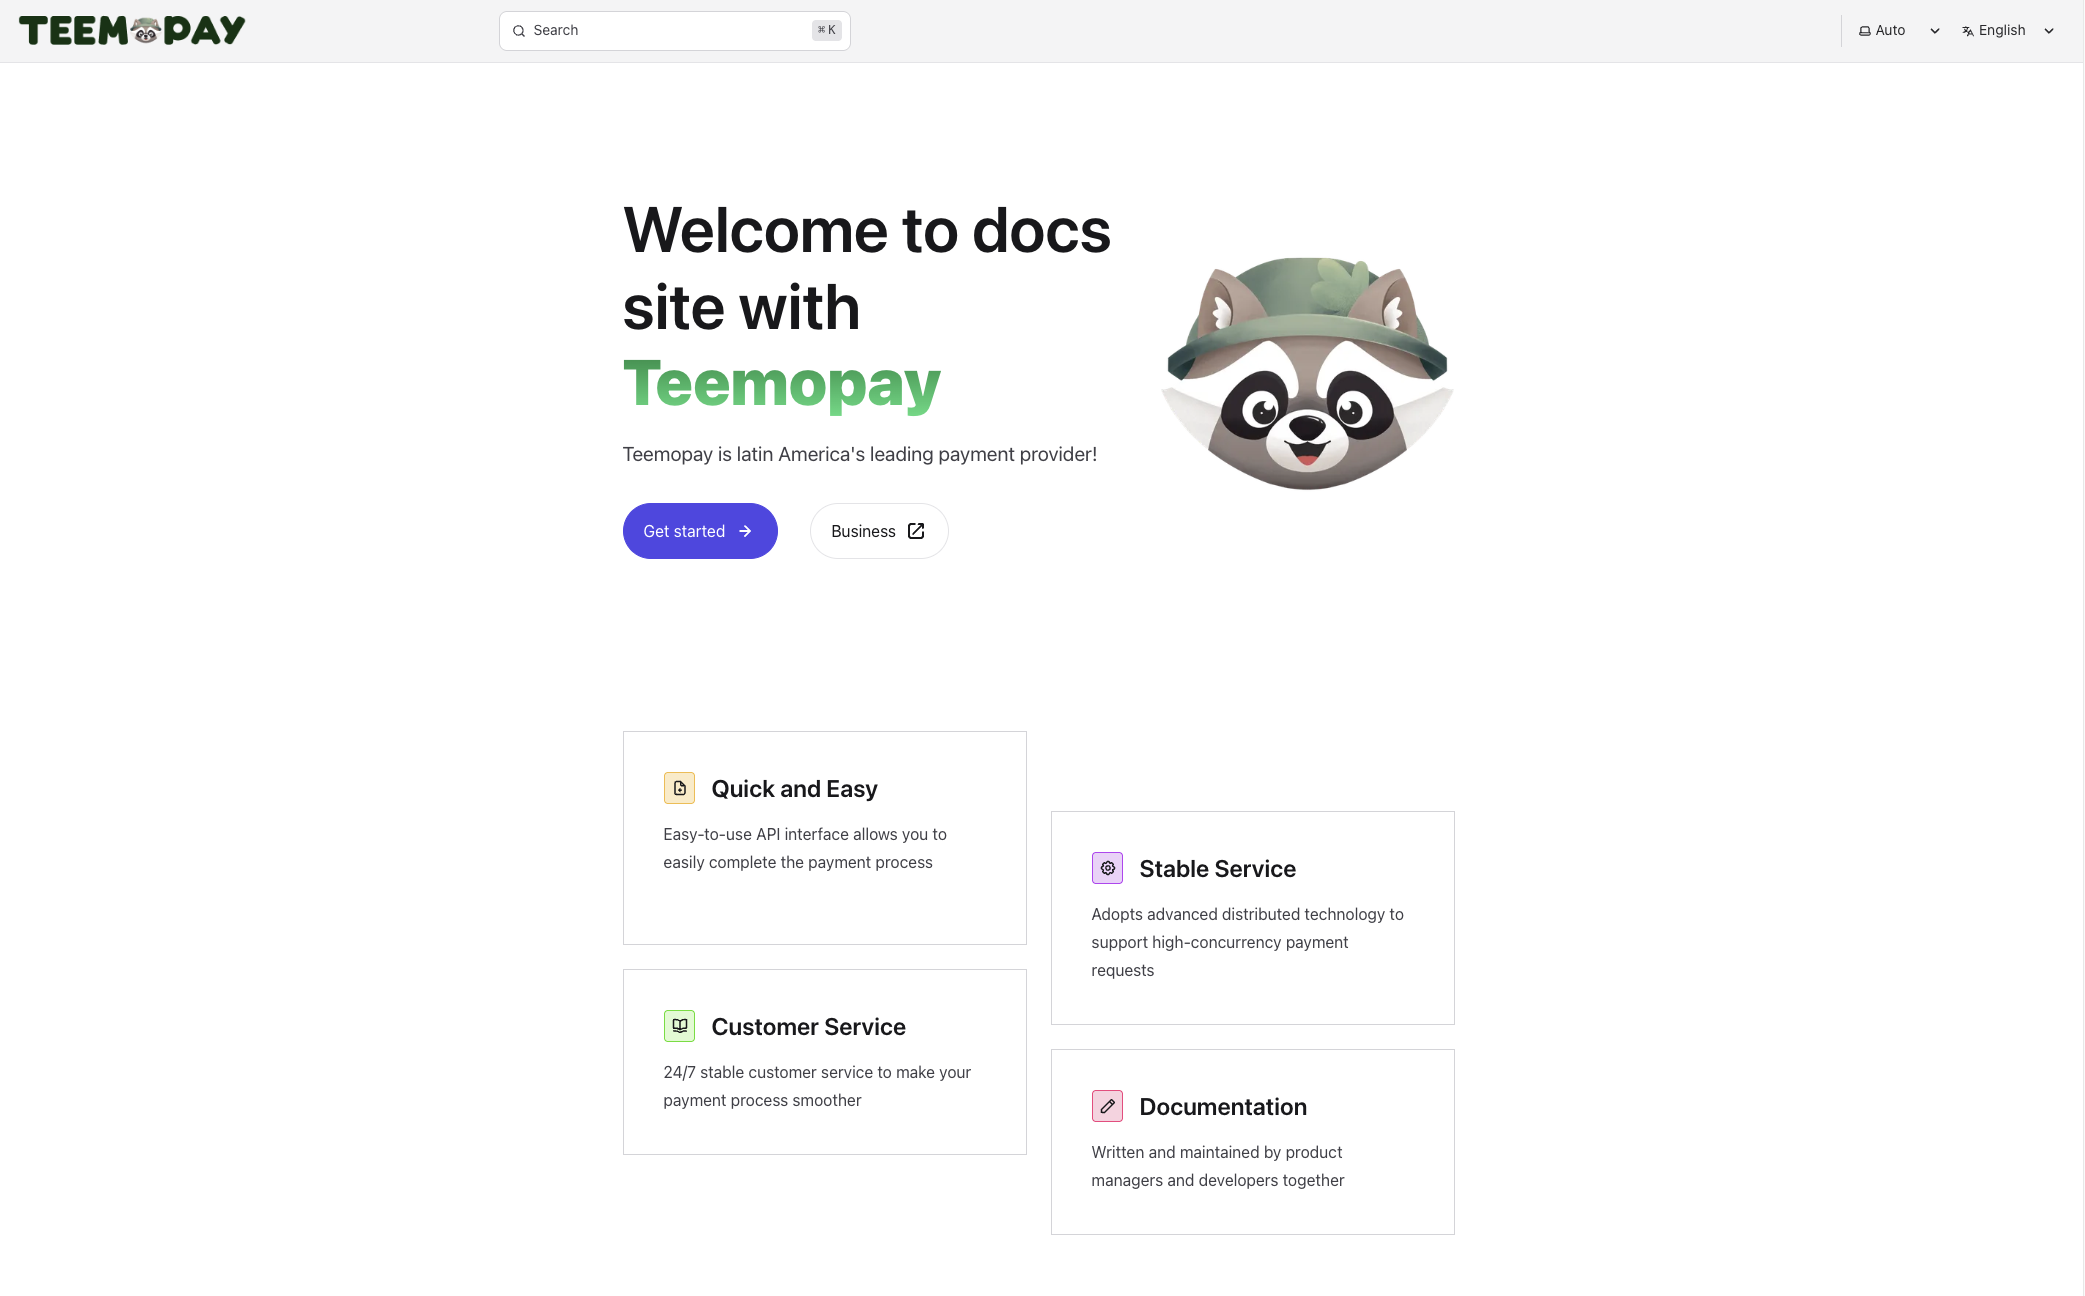 TEEMOPAY
Search
⌘ K
Auto
English
Welcome to docs
site with
Teemopay
Teemopay is latin America's leading payment provider!
Get started
Business
Quick and Easy
Easy-to-use API interface allows you to
easily complete the payment process
Stable Service
Adopts advanced distributed technology to
support high-concurrency payment
requests
Customer Service
24/7 stable customer service to make your
payment process smoother
Documentation
Written and maintained by product
managers and developers together